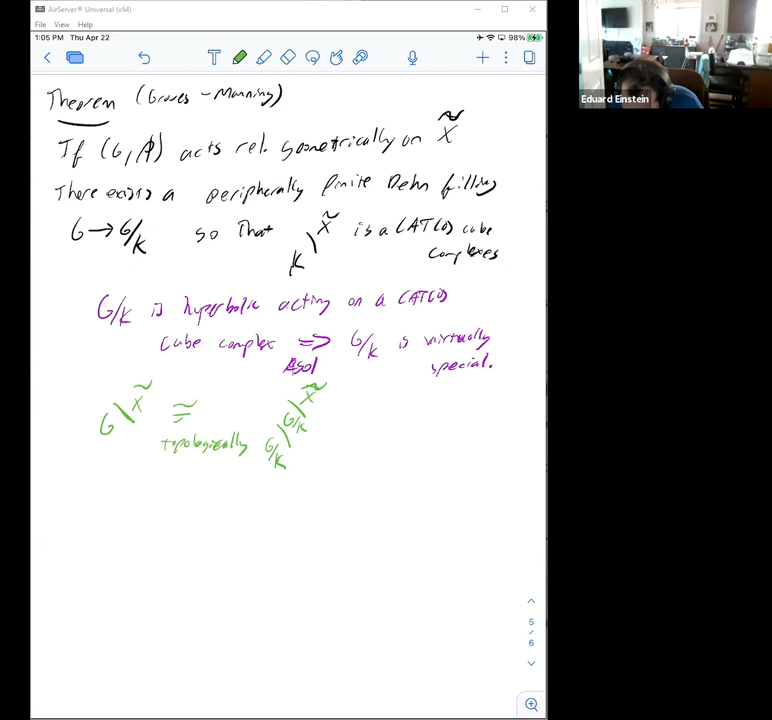 AirServer® Universal (x64)
File View Help
1:05 PM Thu Apr 22
98%
T
Theorem (Groves - Manning)
If (G, P) acts rel. geometrically on X̃
There exists a peripherally finite Dehn filling
G → G/K so that K\X̃ is a CAT(0) cube
complexes
G/K is hyperbolic acting on a CAT(0)
cube complex ⇒ G/K is virtually
Agol special.
G\X̃ ≅ G/K\G/K\X̃
topologically
5
/
6
Eduard Einstein